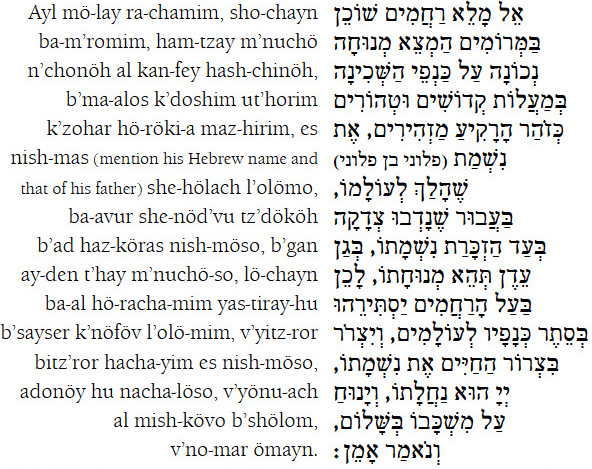 Ayl mö-lay ra-chamim, sho-chayn
ba-m’romim, ham-tzay m’nuchö
n’chonöh al kan-fey hash-chinöh,
b’ma-alos k’doshim ut’horim
k’zohar hö-röki-a maz-hirim, es
nish-mas (mention his Hebrew name and
that of his father) she-hölach l’olömo,
ba-avur she-nöd’vu tz’dököh
b’ad haz-köras nish-möso, b’gan
ay-den t’hay m’nuchö-so, lö-chayn
ba-al hö-racha-mim yas-tiray-hu
b’sayser k’nöföv l’olö-mim, v’yitz-ror
bitz’ror hacha-yim es nish-möso,
adonöy hu nacha-löso, v’yönu-ach
al mish-kövo b’shölom,
v’no-mar ömayn.
אֵל מָלֵא רַחֲמִים שׁוֹכֵן
בַּמְּרוֹמִים הַמְצֵא מְנוּחָה
נְכוֹנָה עַל כַּנְפֵי הַשְּׁכִינָה
בְּמַעֲלוֹת קְדוֹשִׁים וּטְהוֹרִים
כְּזֹהַר הָרָקִיעַ מַזְהִירִים, אֶת
נִשְׁמַת (פלוני בן פלוני)
שֶׁהָלַךְ לְעוֹלָמוֹ,
בַּעֲבוּר שֶׁנָדְבוּ צְדָקָה
בְּעַד הַזְכָּרַת נִשְׁמָתוֹ, בְּגַן
עֵדֶן תְּהֵא מְנוּחָתוֹ, לָכֵן
בַּעַל הָרַחֲמִים יַסְתִּירֵהוּ
בְּסֵתֶר כְּנָפָיו לְעוֹלָמִים, וְיִצְרֹר
בִּצְרוֹר הַחַיִּים אֶת נִשְׁמָתוֹ,
יְיָ הוּא נַחֲלָתוֹ, וְיָנוּחַ
עַל מִשְׁכָּבוֹ בְּשָׁלוֹם,
וְנֹאמַר אָמֵן: